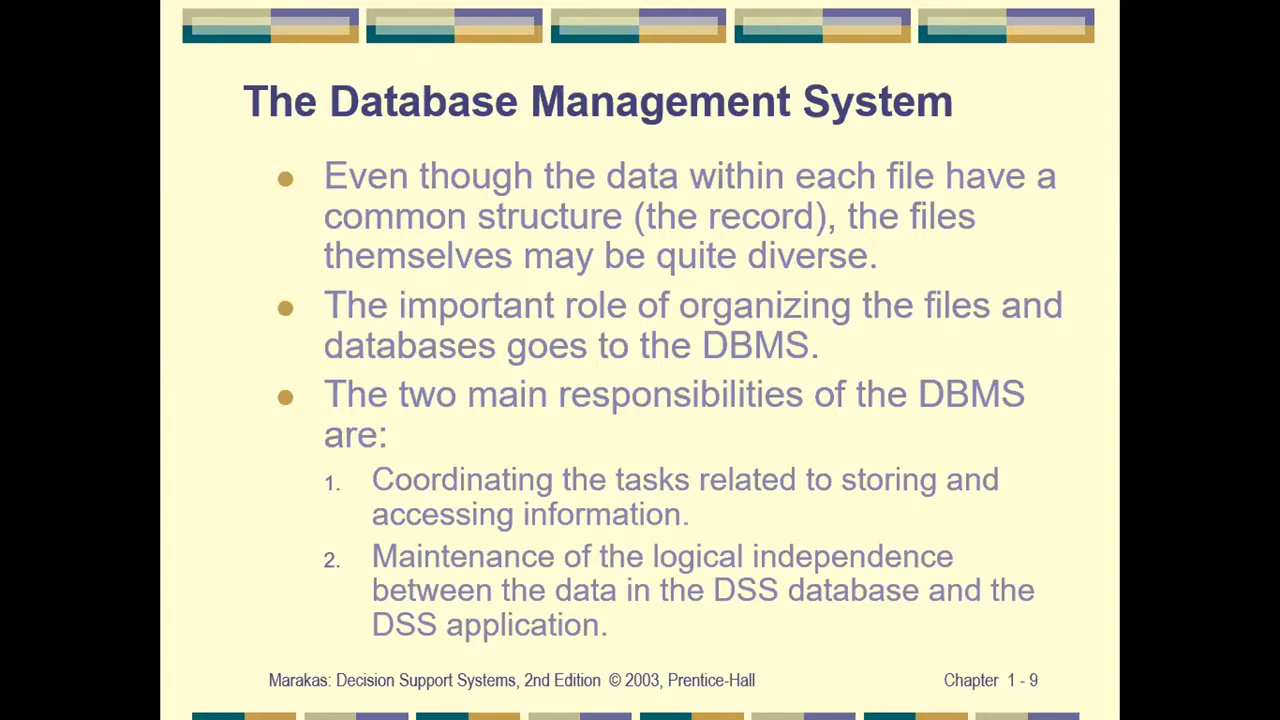 The Database Management System
Even though the data within each file have a
common structure (the record), the files
themselves may be quite diverse.
The important role of organizing the files and
databases goes to the DBMS.
The two main responsibilities of the DBMS
are:
1. Coordinating the tasks related to storing and
accessing information.
2. Maintenance of the logical independence
between the data in the DSS database and the
DSS application.
Marakas: Decision Support Systems, 2nd Edition © 2003, Prentice-Hall
Chapter 1 - 9